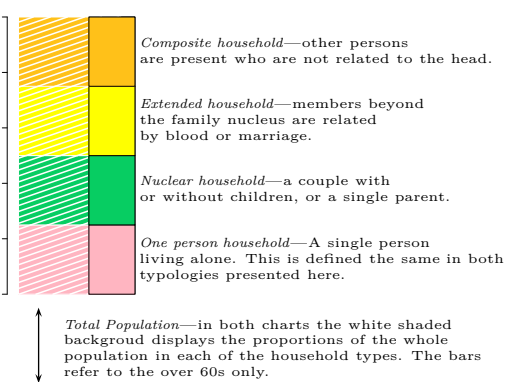 Composite household—other persons
are present who are not related to the head.
Extended household—members beyond
the family nucleus are related
by blood or marriage.
Nuclear household—a couple with
or without children, or a single parent.
One person household—A single person
living alone. This is defined the same in both
typologies presented here.
Total Population—in both charts the white shaded
backgroud displays the proportions of the whole
population in each of the household types. The bars
refer to the over 60s only.